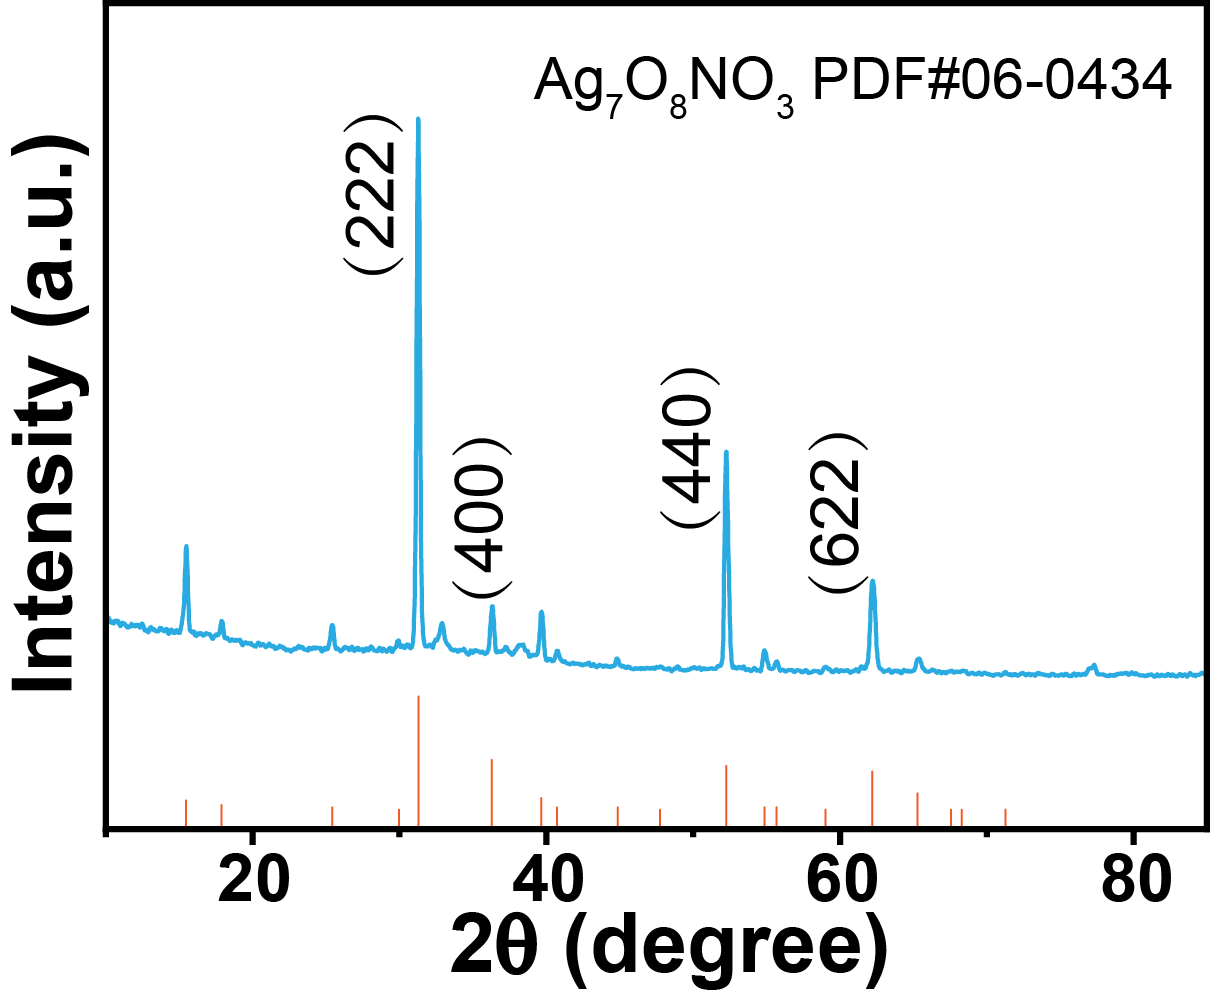 Ag₇O₈NO₃ PDF#06-0434
(222)
(400)
(440)
(622)
Intensity (a.u.)
20 40 60 80
2θ (degree)